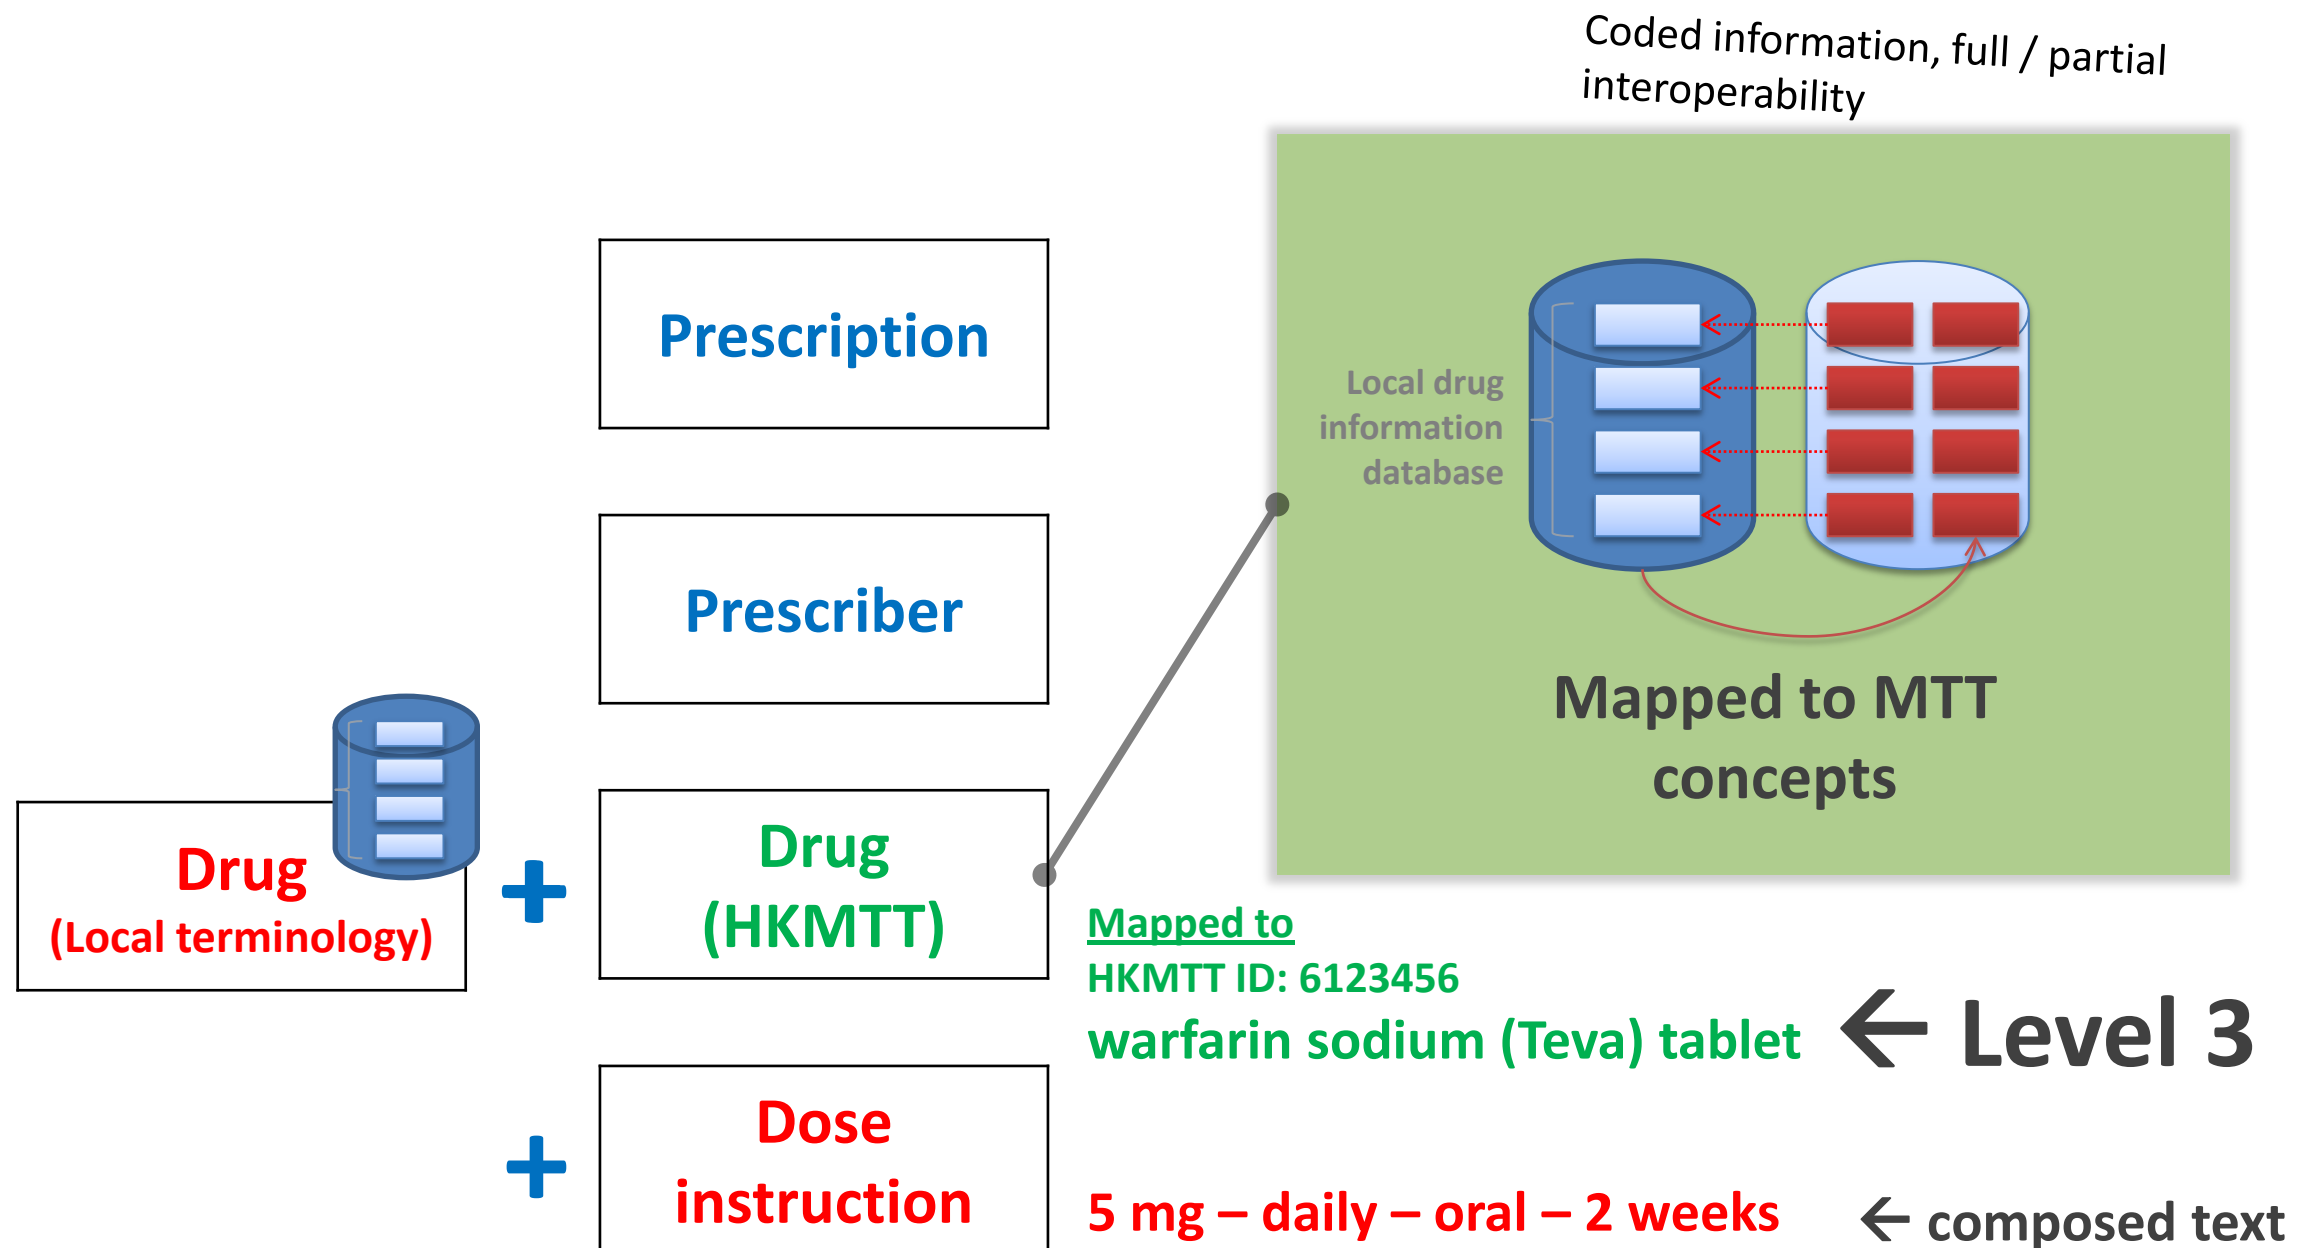 Coded information, full / partial
interoperability
Prescription
Local drug
information
database
Prescriber
Mapped to MTT
concepts
Drug
(Local terminology)
+
Drug
(HKMTT)
Mapped to
HKMTT ID: 6123456
warfarin sodium (Teva) tablet
← Level 3
+
Dose
instruction
5 mg – daily – oral – 2 weeks
← composed text